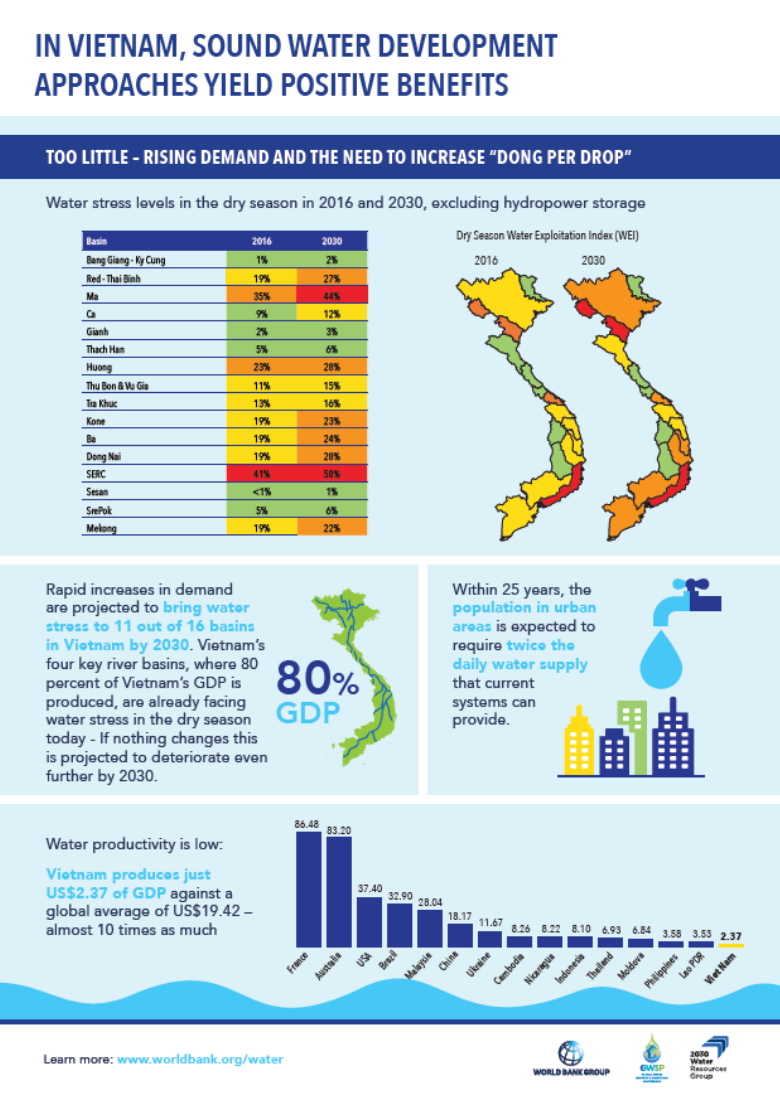 IN VIETNAM, SOUND WATER DEVELOPMENT
APPROACHES YIELD POSITIVE BENEFITS
TOO LITTLE – RISING DEMAND AND THE NEED TO INCREASE “DONG PER DROP”
Water stress levels in the dry season in 2016 and 2030, excluding hydropower storage
Basin 2016 2030
Bang Giang - Ky Cung 1% 2%
Red - Thai Binh 19% 27%
Ma 35% 44%
Ca 9% 12%
Gianh 2% 3%
Thach Han 5% 6%
Huong 23% 28%
Thu Bon & Vu Gia 11% 15%
Tra Khuc 13% 16%
Kone 19% 23%
Ba 19% 24%
Dong Nai 19% 28%
SERC 41% 58%
Sesan <1% 1%
SrePok 5% 6%
Mekong 19% 22%
Dry Season Water Exploitation Index (WEI)
2016 2030
Rapid increases in demand
are projected to bring water
stress to 11 out of 16 basins
in Vietnam by 2030. Vietnam’s
four key river basins, where 80
percent of Vietnam’s GDP is
produced, are already facing
water stress in the dry season
today - If nothing changes this
is projected to deteriorate even
further by 2030.
80%
GDP
Within 25 years, the
population in urban
areas is expected to
require twice the
daily water supply
that current
systems can
provide.
Water productivity is low:
Vietnam produces just
US$2.37 of GDP against a
global average of US$19.42 –
almost 10 times as much
86.48 83.20 37.40 32.90 28.04 18.17 11.67 8.26 8.22 8.10 6.93 6.84 3.58 3.53 2.37
France Australia USA Brazil Malaysia China Ukraine Cambodia Nicaragua Indonesia Thailand Moldova Philippines Lao PDR Viet Nam
Learn more: www.worldbank.org/water
WORLD BANK GROUP
GWSP
2030
Water
Resources
Group